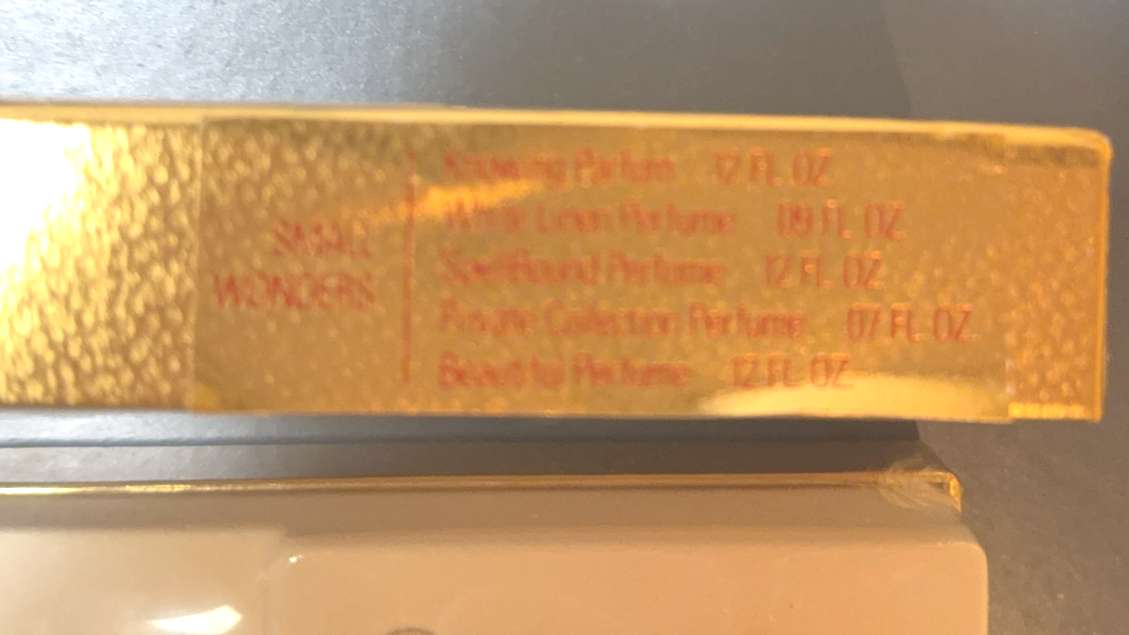 SMALL
WONDERS
Knowing Parfum .12 FL. OZ.
White Linen Perfume .09 FL. OZ.
SpellBound Perfume .12 FL. OZ.
Private Collection Perfume .07 FL. OZ.
Beautiful Perfume .12 FL. OZ.